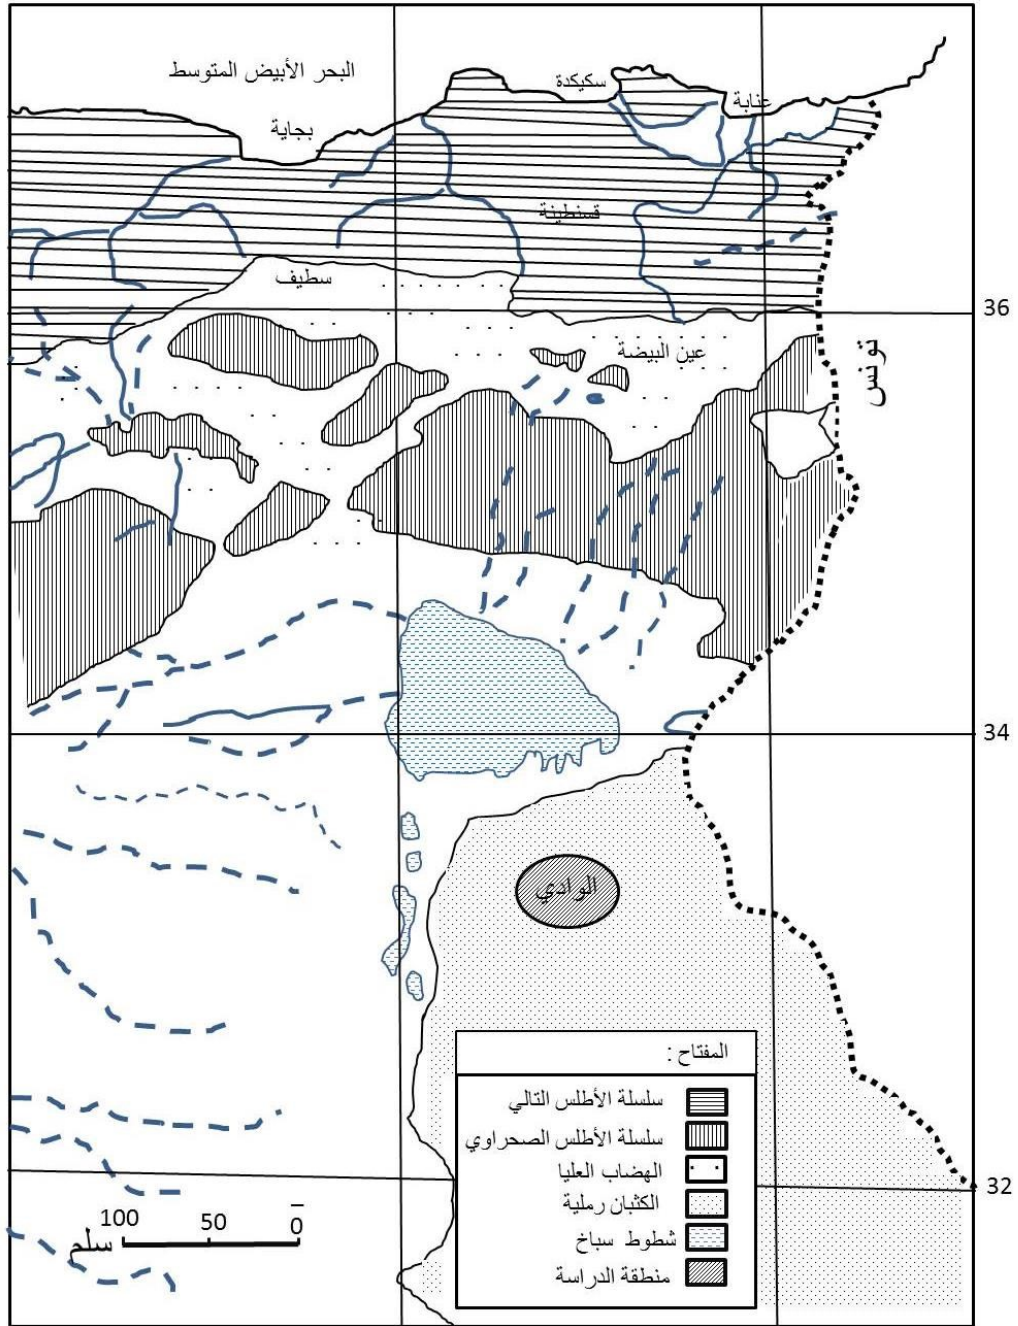 البحر الأبيض المتوسط
سكيكدة
عنابة
بجاية
قسنطينة
سطيف
36
عين البيضة
تونس
34
الوادي
المفتاح :
سلسلة الأطلس التالي
سلسلة الأطلس الصحراوي
الهضاب العليا
الكثبان رملية
شطوط سباخ
منطقة الدراسة
32
100 50 0
سلم